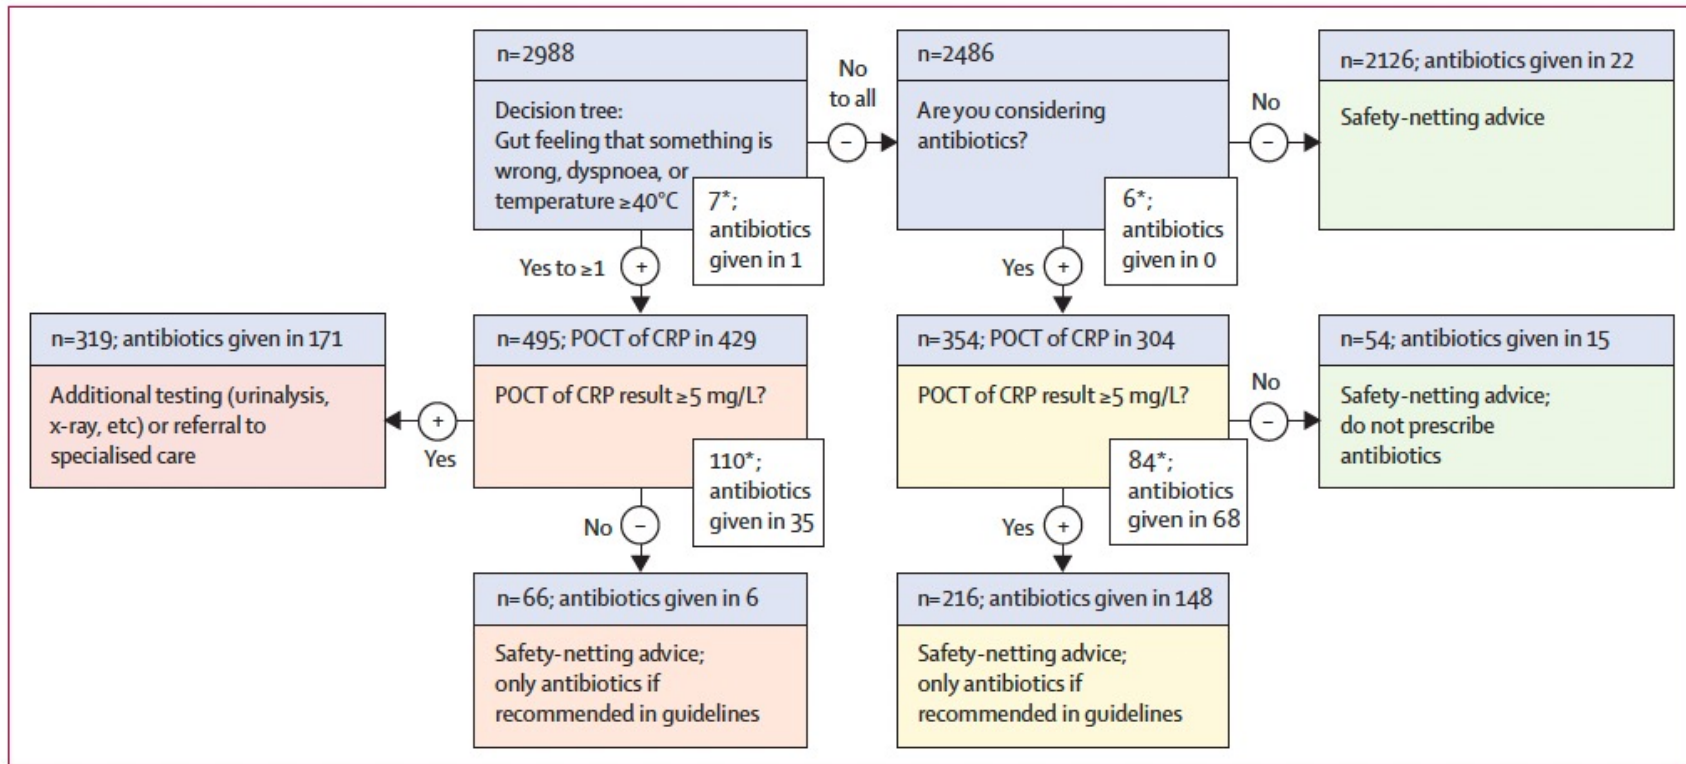 n=2988
Decision tree:
Gut feeling that something is
wrong, dyspnoea, or
temperature ≥40°C
7*;
antibiotics
given in 1
No
to all
−
n=2486
Are you considering
antibiotics?
6*;
antibiotics
given in 0
No
−
n=2126; antibiotics given in 22
Safety-netting advice
Yes to ≥1
+
Yes
+
n=319; antibiotics given in 171
Additional testing (urinalysis,
x-ray, etc) or referral to
specialised care
+
Yes
n=495; POCT of CRP in 429
POCT of CRP result ≥5 mg/L?
110*;
antibiotics
given in 35
n=354; POCT of CRP in 304
POCT of CRP result ≥5 mg/L?
84*;
antibiotics
given in 68
No
−
n=54; antibiotics given in 15
Safety-netting advice;
do not prescribe
antibiotics
No
−
Yes
+
n=66; antibiotics given in 6
Safety-netting advice;
only antibiotics if
recommended in guidelines
n=216; antibiotics given in 148
Safety-netting advice;
only antibiotics if
recommended in guidelines